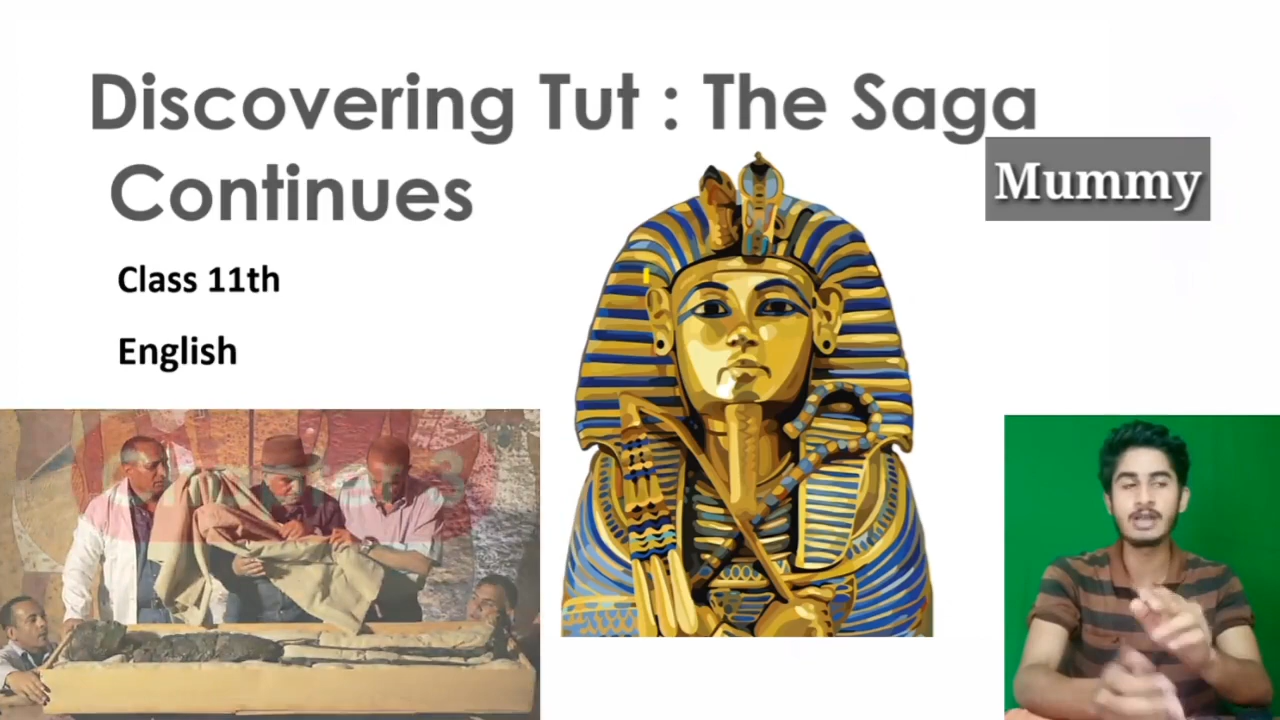 Discovering Tut : The Saga
Continues
Mummy
Class 11th
English